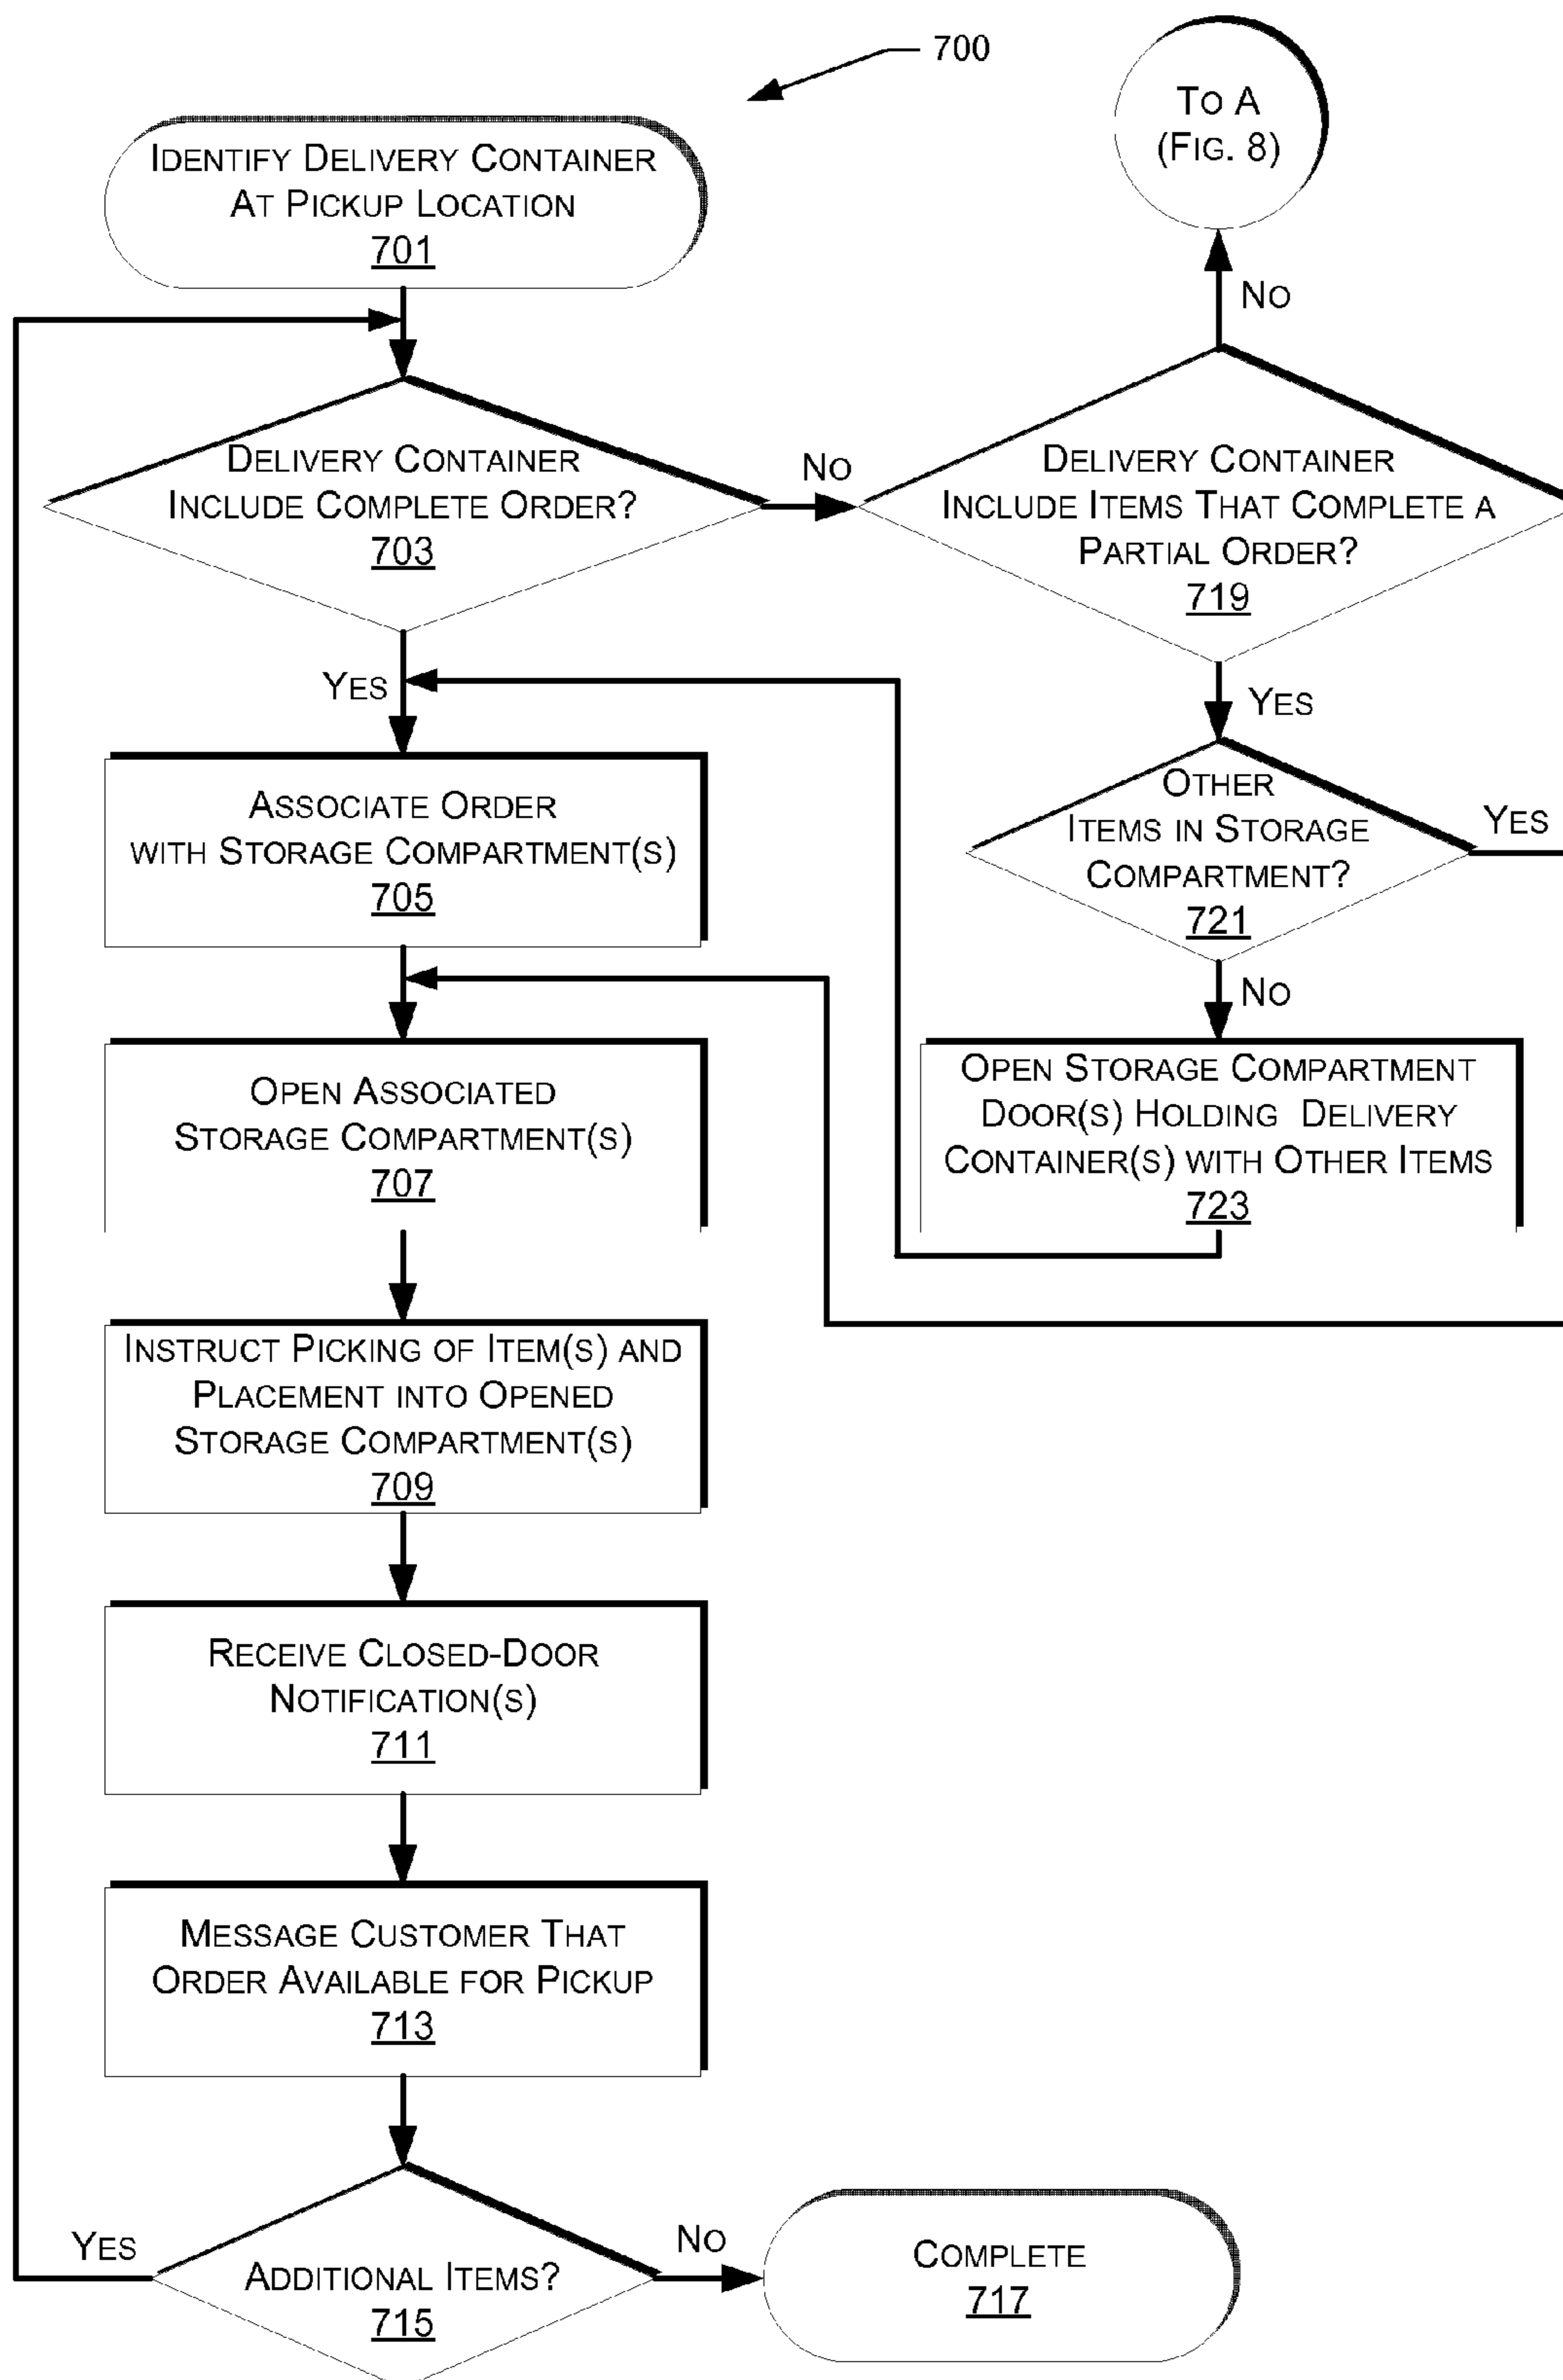 700
To A
(Fig. 8)
Identify Delivery Container
At Pickup Location
701
No
Delivery Container
Include Complete Order?
703
No
Delivery Container
Include Items That Complete a
Partial Order?
719
Yes
Yes
Associate Order
with Storage Compartment(s)
705
Other
Items in Storage
Compartment?
721
Yes
No
Open Associated
Storage Compartment(s)
707
Open Storage Compartment
Door(s) Holding Delivery
Container(s) with Other Items
723
Instruct Picking of Item(s) and
Placement into Opened
Storage Compartment(s)
709
Receive Closed-Door
Notification(s)
711
Message Customer That
Order Available for Pickup
713
Yes
Additional Items?
715
No
Complete
717